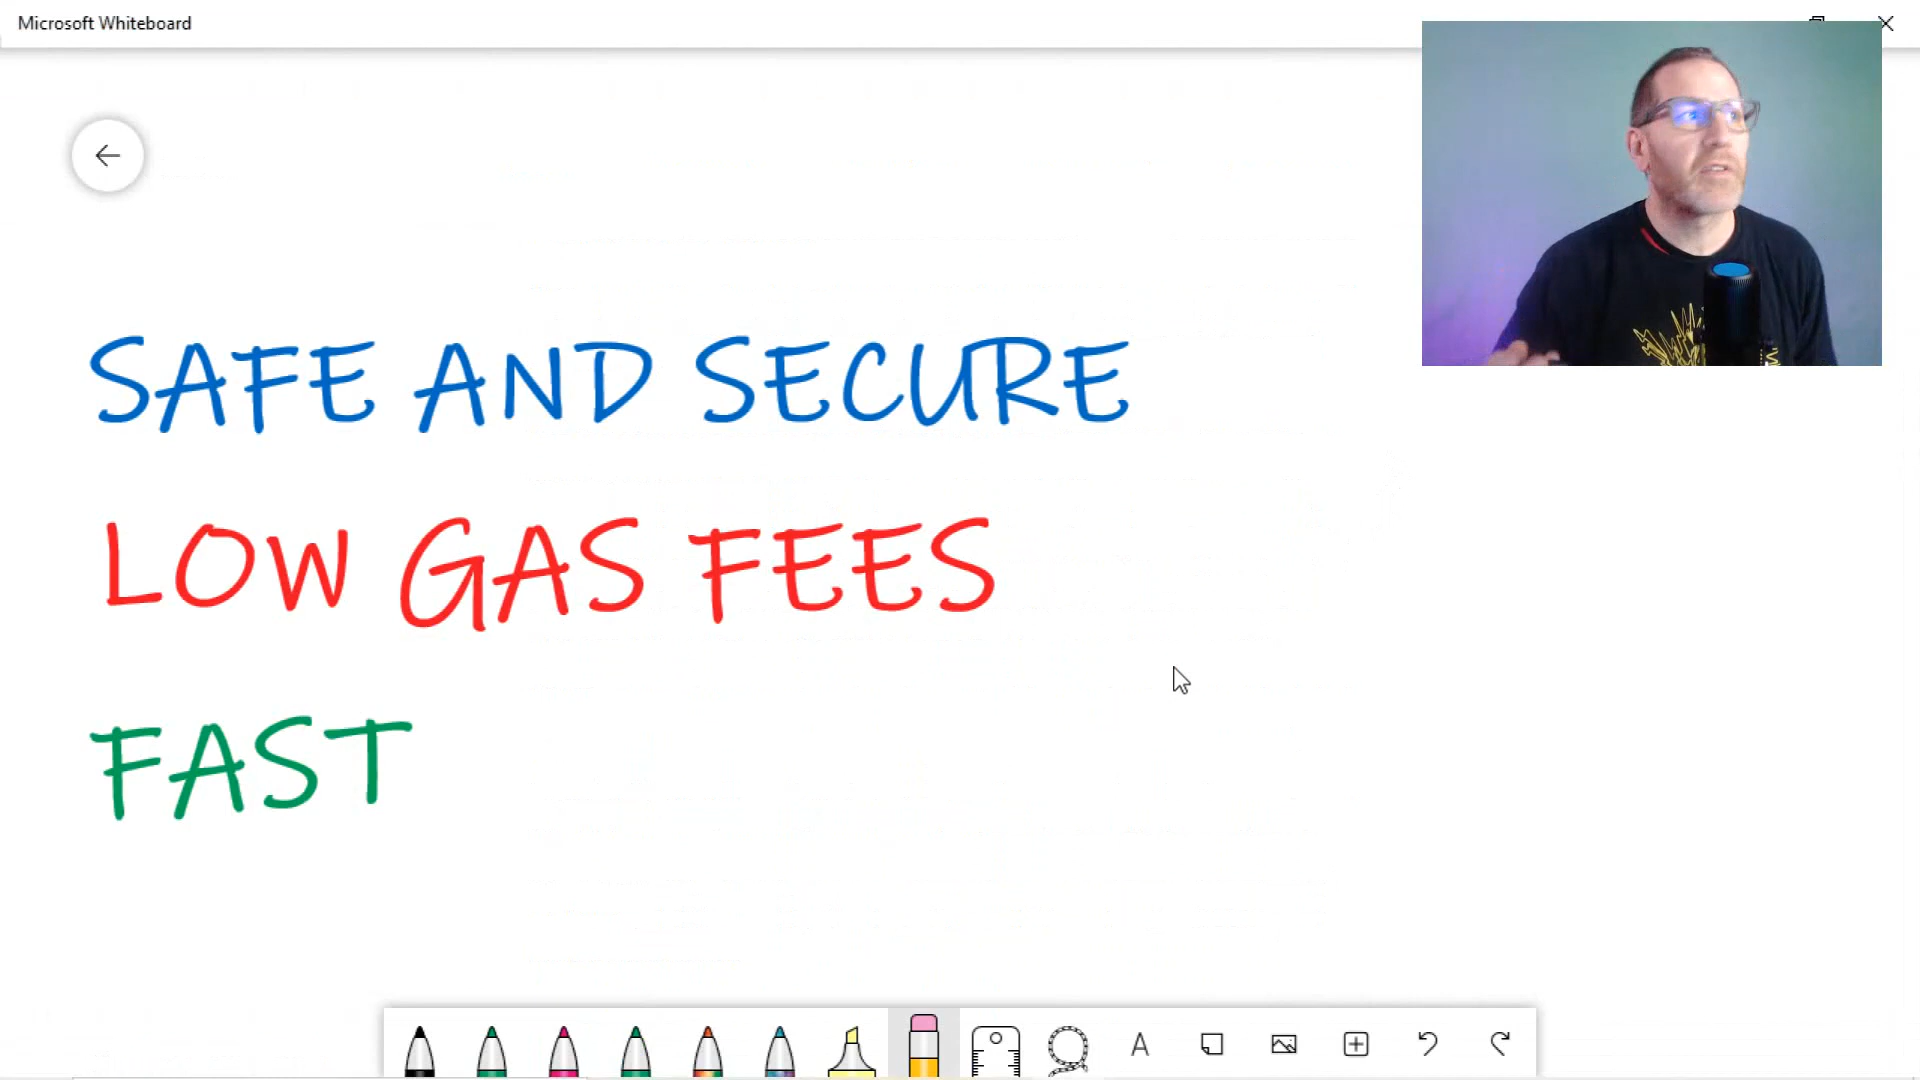 Microsoft Whiteboard
SAFE AND SECURE
LOW GAS FEES
FAST
A